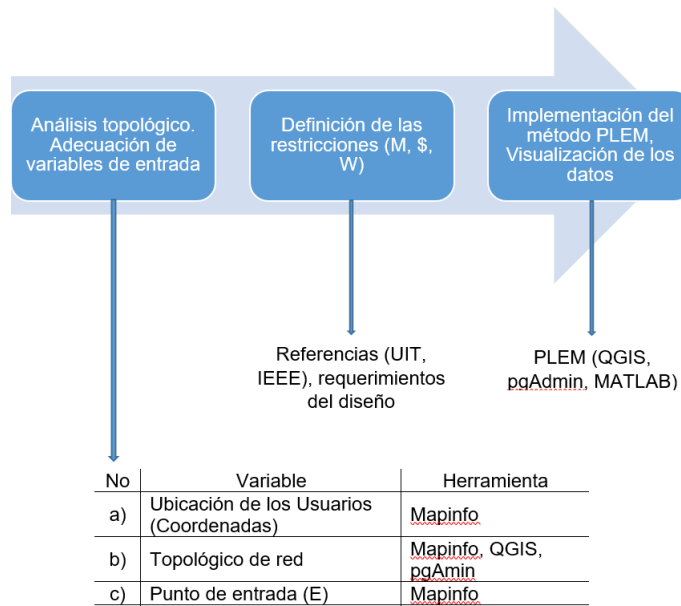 Análisis topológico.
Adecuación de
variables de entrada
Definición de las
restricciones (M, $,
W)
Implementación del
método PLEM,
Visualización de los
datos
Referencias (UIT,
IEEE), requerimientos
del diseño
PLEM (QGIS,
pgAdmin, MATLAB)
No Variable Herramienta
a) Ubicación de los Usuarios
(Coordenadas) Mapinfo
b) Topológico de red Mapinfo, QGIS,
pgAmin
c) Punto de entrada (E) Mapinfo